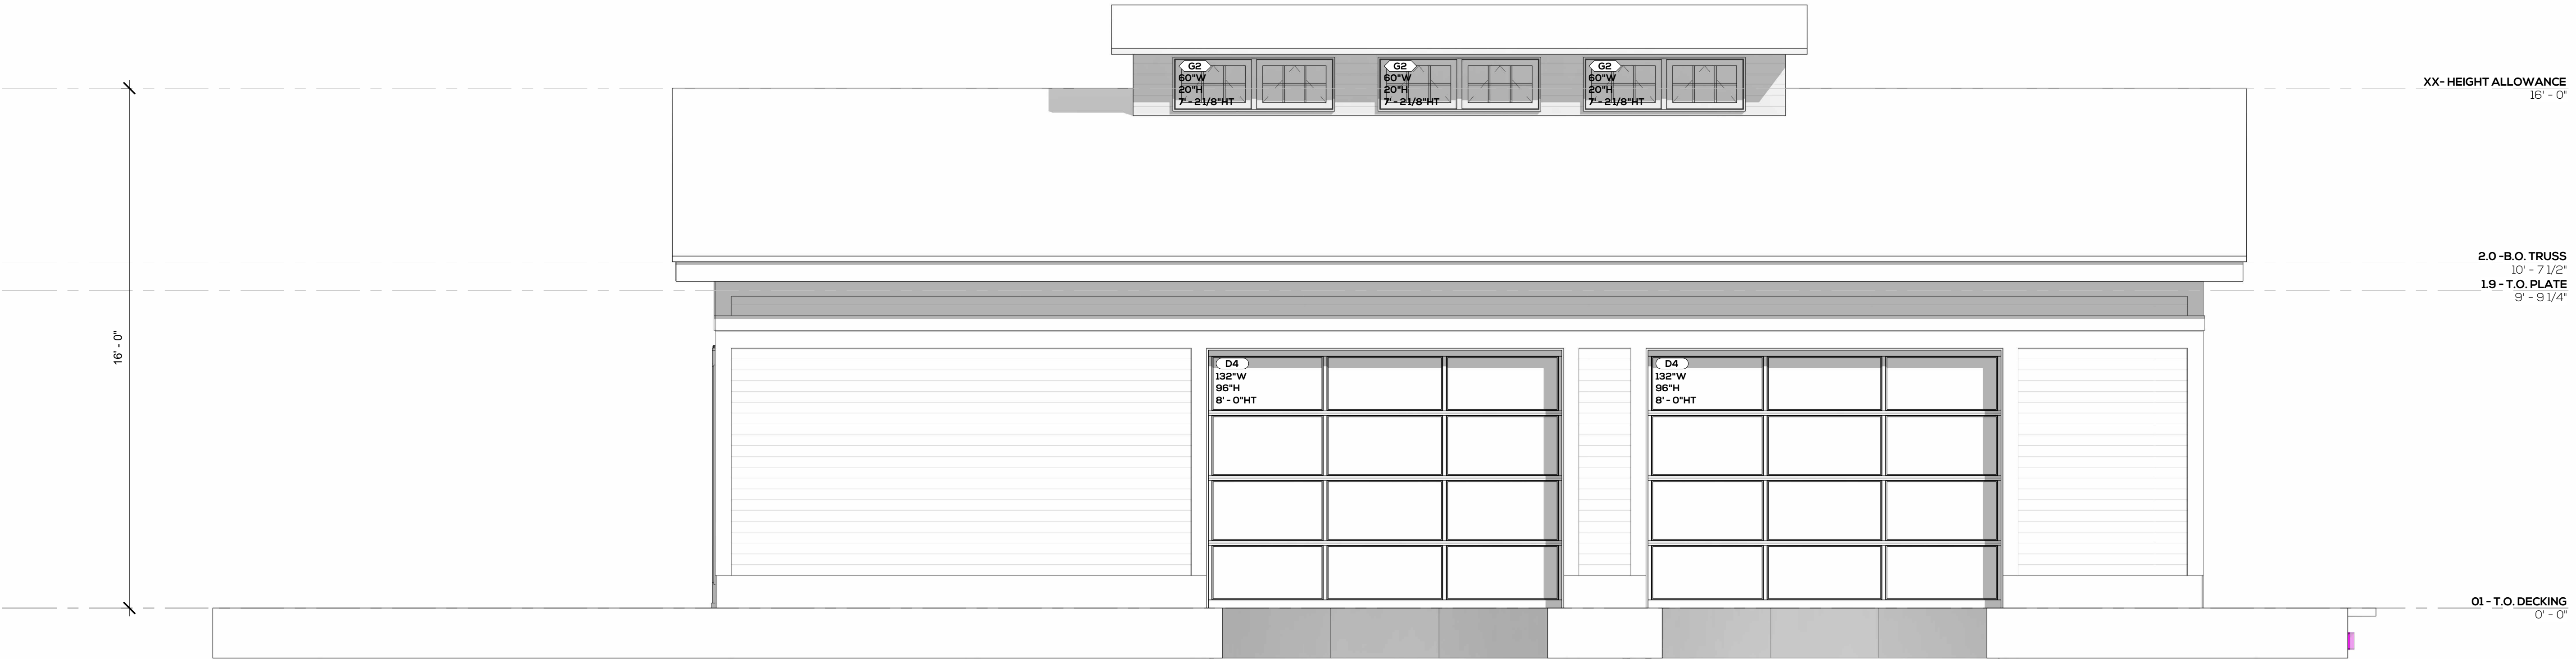 G2
60"W
20"H
7' - 2 1/8"HT
G2
60"W
20"H
7' - 2 1/8"HT
G2
60"W
20"H
7' - 2 1/8"HT
XX- HEIGHT ALLOWANCE
16' - 0"
2.0 -B.O. TRUSS
10' - 7 1/2"
1.9 - T.O. PLATE
9' - 9 1/4"
16' - 0"
D4
132"W
96"H
8' - 0"HT
D4
132"W
96"H
8' - 0"HT
01 - T.O. DECKING
0' - 0"